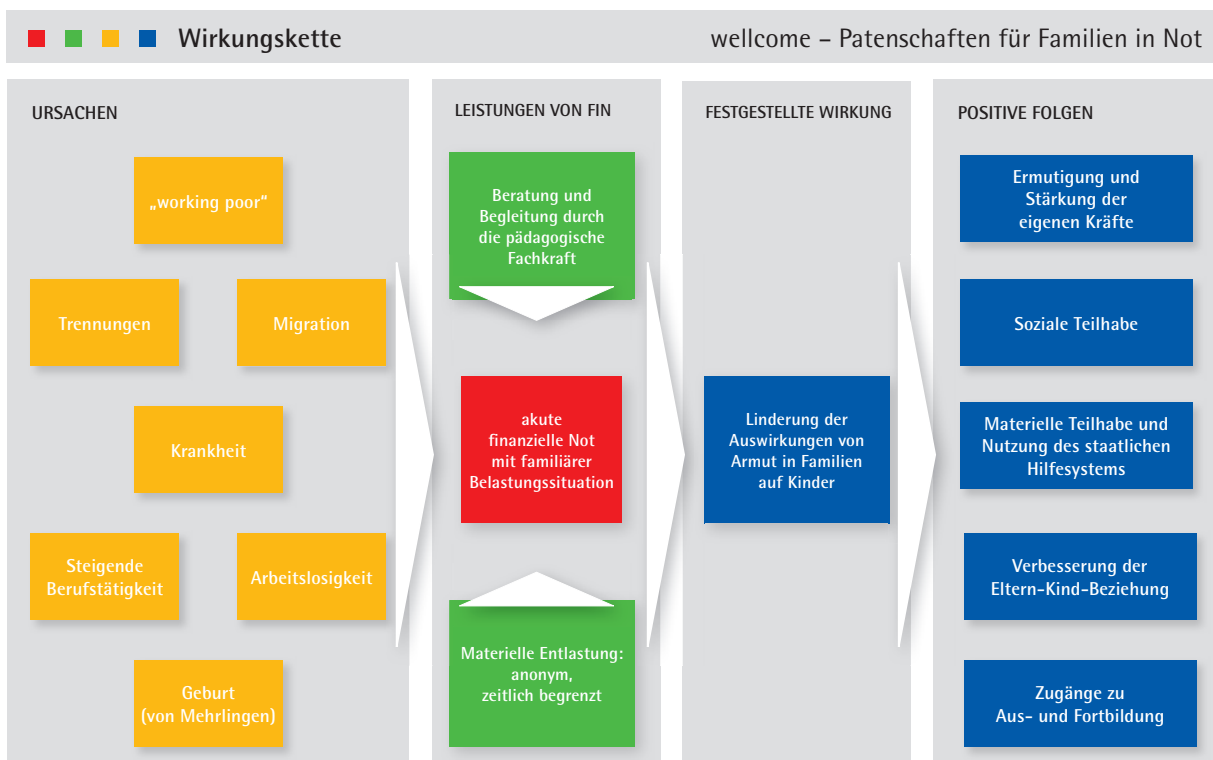 Wirkungskette
wellcome – Patenschaften für Familien in Not
URSACHEN
„working poor“
Trennungen
Migration
Krankheit
Steigende
Berufstätigkeit
Arbeitslosigkeit
Geburt
(von Mehrlingen)
LEISTUNGEN VON FIN
Beratung und
Begleitung durch
die pädagogische
Fachkraft
akute
finanzielle Not
mit familiärer
Belastungssituation
Materielle Entlastung:
anonym,
zeitlich begrenzt
FESTGESTELLTE WIRKUNG
Linderung der
Auswirkungen von
Armut in Familien
auf Kinder
POSITIVE FOLGEN
Ermutigung und
Stärkung der
eigenen Kräfte
Soziale Teilhabe
Materielle Teilhabe und
Nutzung des staatlichen
Hilfesystems
Verbesserung der
Eltern-Kind-Beziehung
Zugänge zu
Aus- und Fortbildung